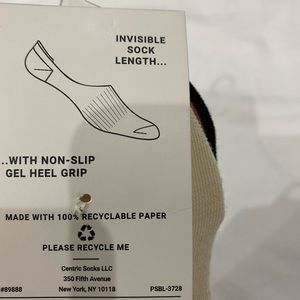 INVISIBLE
SOCK
LENGTH...
...WITH NON-SLIP
GEL HEEL GRIP
MADE WITH 100% RECYCLABLE PAPER
PLEASE RECYCLE ME
Centric Socks LLC
350 Fifth Avenue
#89888 New York, NY 10118 PSBL-3728